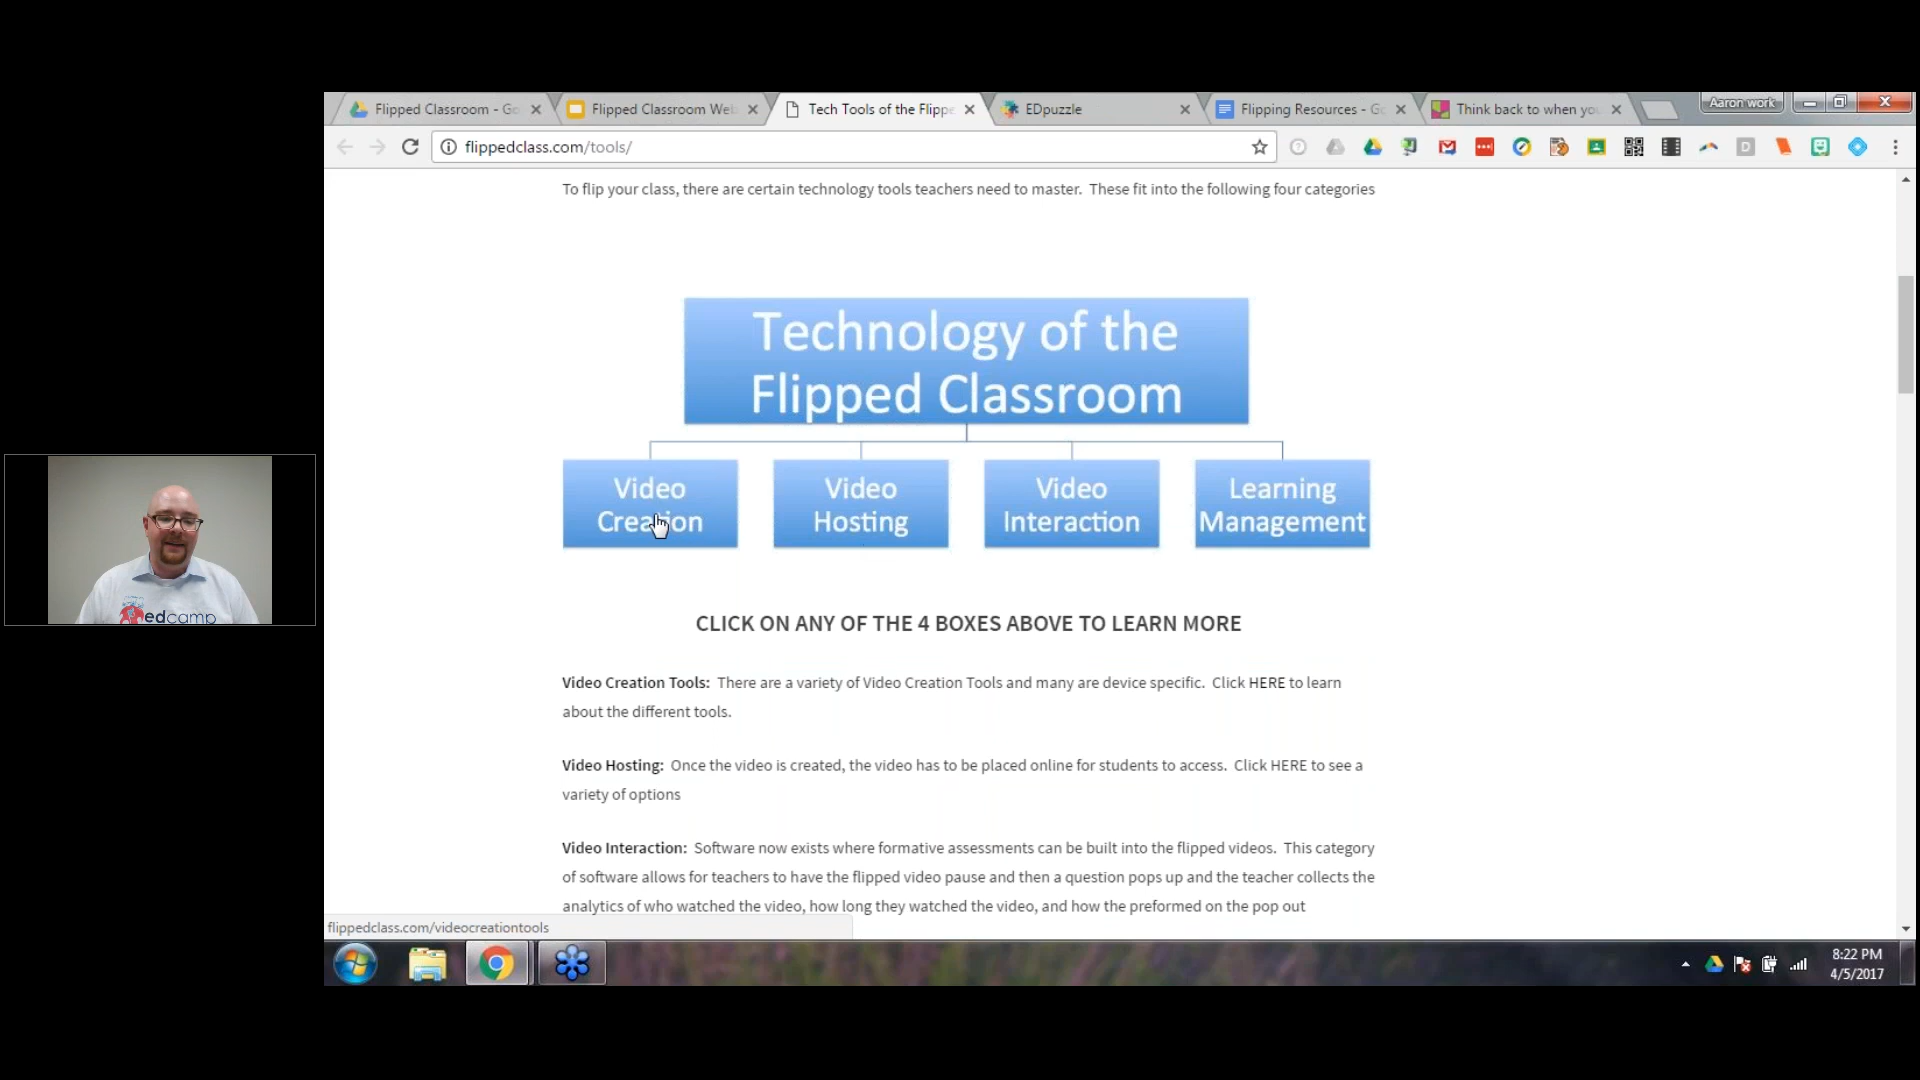 Flipped Classroom - Go
Flipped Classroom Web
Tech Tools of the Flippe
EDpuzzle
Flipping Resources - Go
Think back to when yo
Aaron work
flippedclass.com/tools/
To flip your class, there are certain technology tools teachers need to master. These fit into the following four categories
Technology of the
Flipped Classroom
Video
Creation
Video
Hosting
Video
Interaction
Learning
Management
CLICK ON ANY OF THE 4 BOXES ABOVE TO LEARN MORE
Video Creation Tools: There are a variety of Video Creation Tools and many are device specific. Click HERE to learn
about the different tools.
Video Hosting: Once the video is created, the video has to be placed online for students to access. Click HERE to see a
variety of options
Video Interaction: Software now exists where formative assessments can be built into the flipped videos. This category
of software allows for teachers to have the flipped video pause and then a question pops up and the teacher collects the
analytics of who watched the video, how long they watched the video, and how the preformed on the pop out
flippedclass.com/videocreationtools
edcamp
8:22 PM
4/5/2017